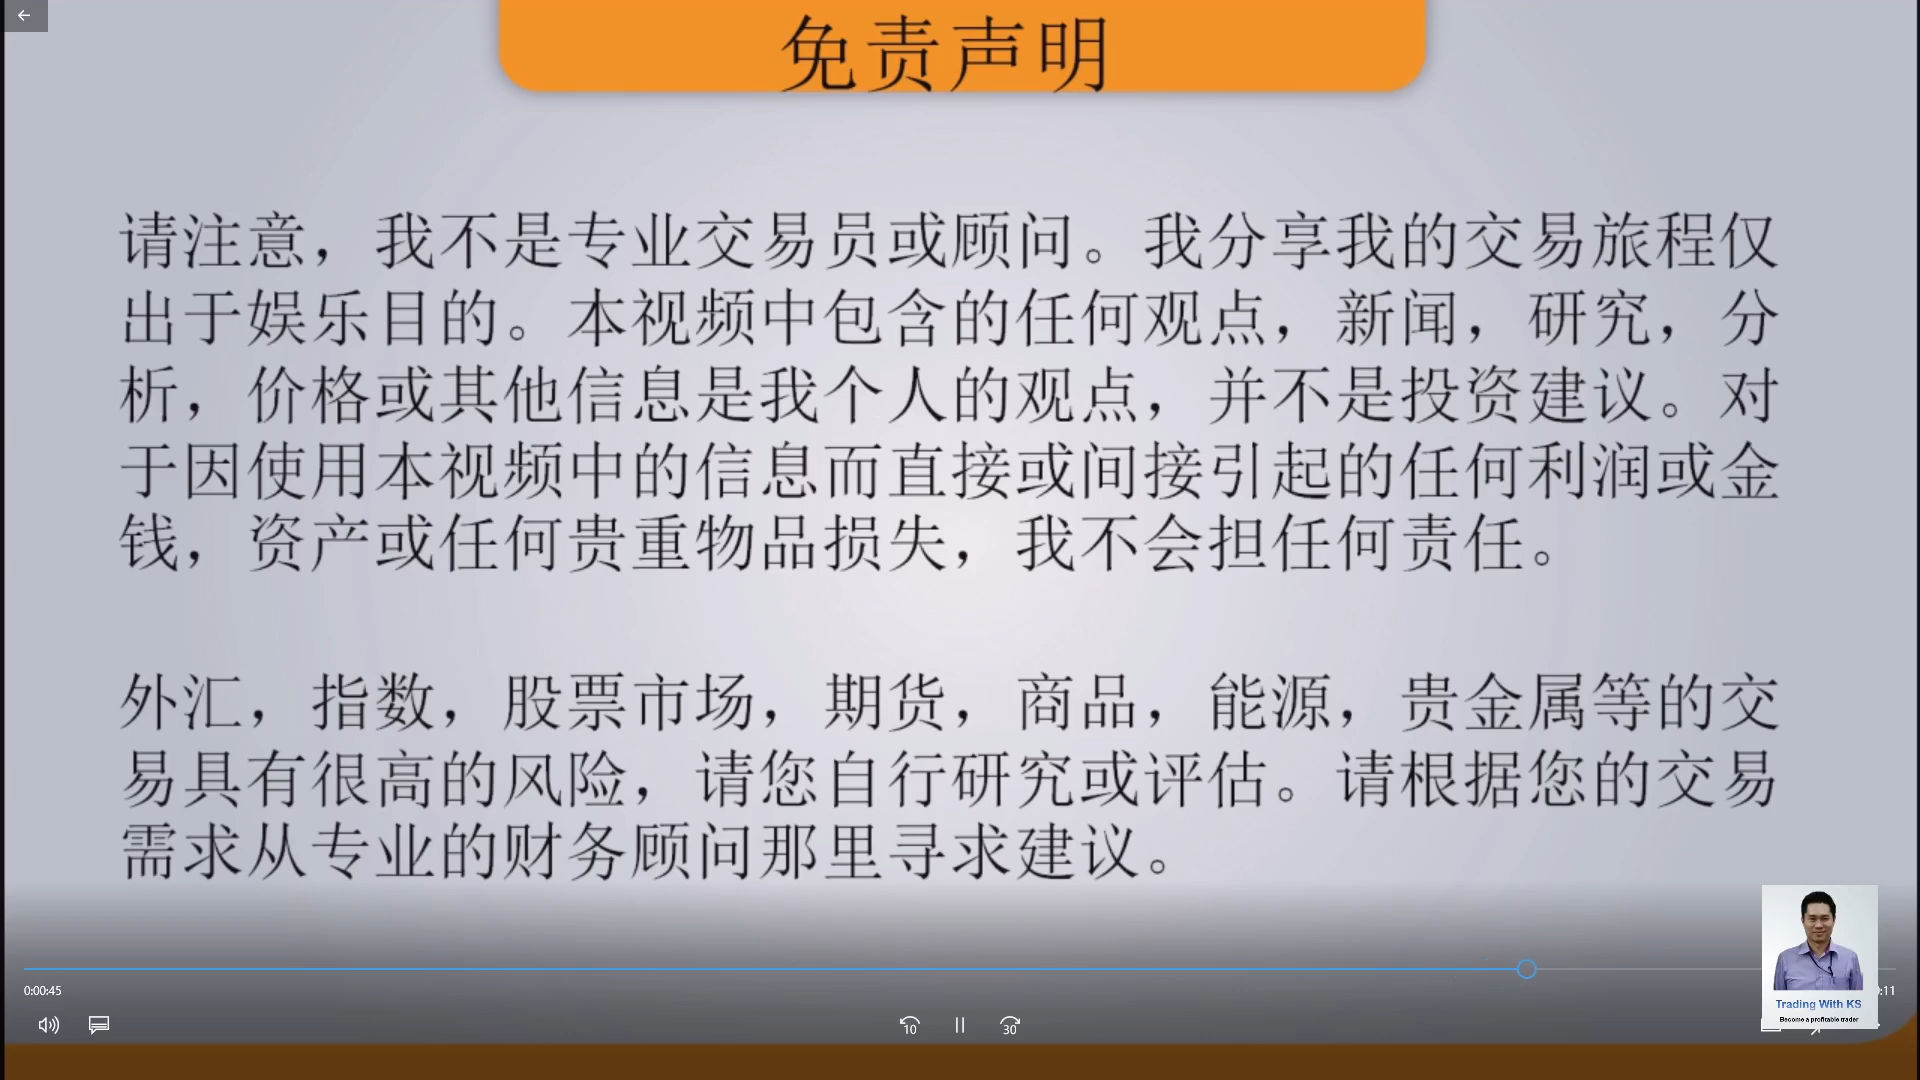 免责声明
请注意，我不是专业交易员或顾问。我分享我的交易旅程仅
出于娱乐目的。本视频中包含的任何观点，新闻，研究，分
析，价格或其他信息是我个人的观点，并不是投资建议。对
于因使用本视频中的信息而直接或间接引起的任何利润或金
钱，资产或任何贵重物品损失，我不会担任何责任。
外汇，指数，股票市场，期货，商品，能源，贵金属等的交
易具有很高的风险，请您自行研究或评估。请根据您的交易
需求从专业的财务顾问那里寻求建议。
0:00:45
:11
10
30
Trading With KS
Become a profitable trader